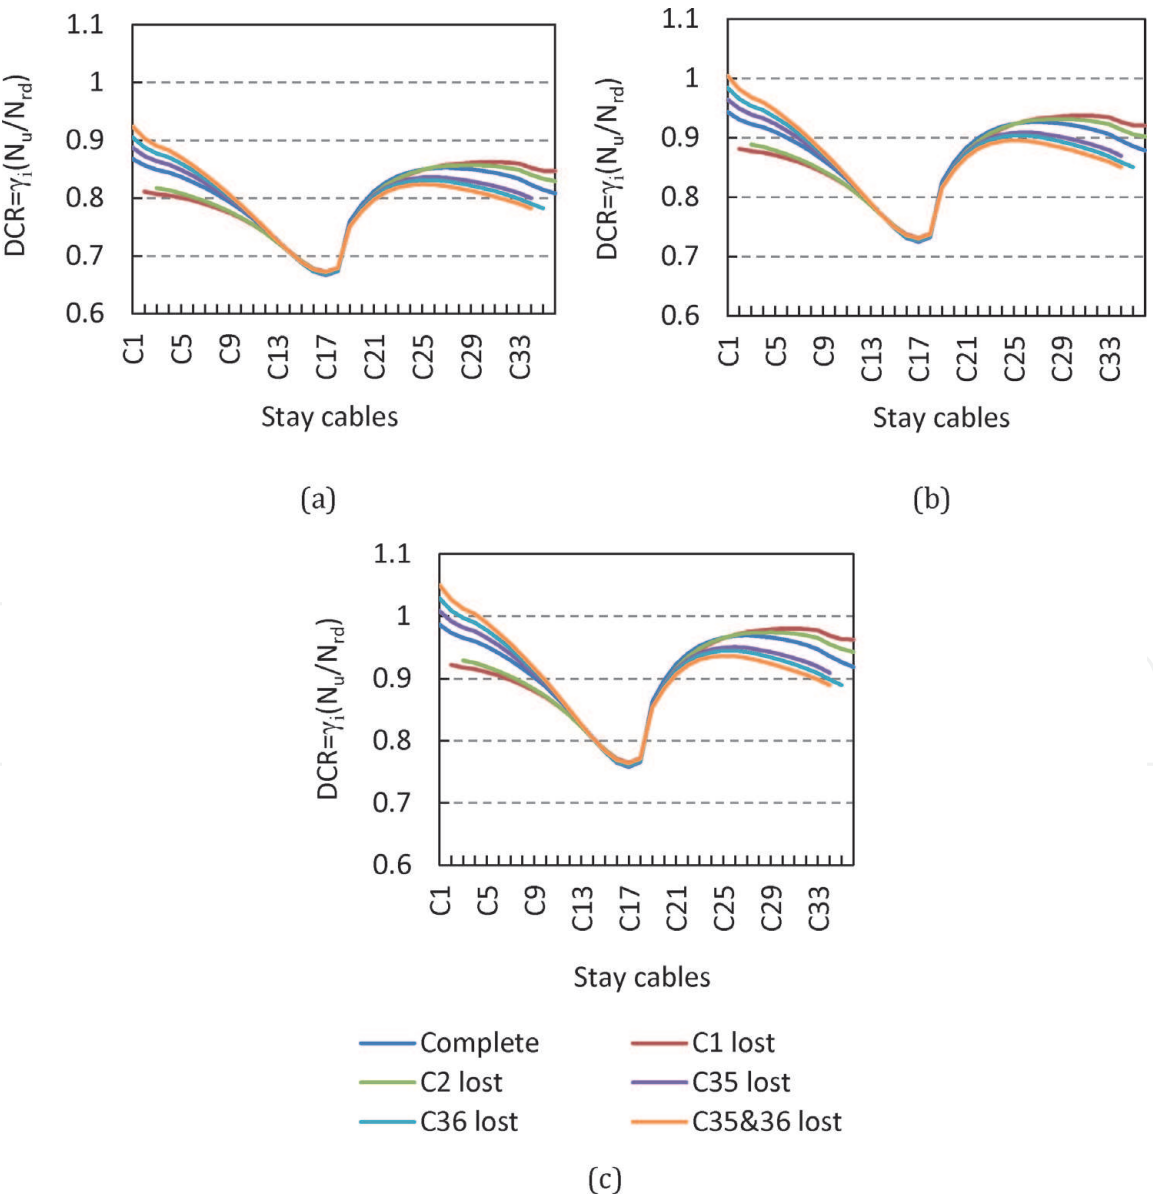 1.1
1
0.9
0.8
0.7
0.6
DCR=γi(Nu/Nrd)
C1
C5
C9
C13
C17
C21
C25
C29
C33
Stay cables
(a)
1.1
1
0.9
0.8
0.7
0.6
DCR=γi(Nu/Nrd)
C1
C5
C9
C13
C17
C21
C25
C29
C33
Stay cables
(b)
1.1
1
0.9
0.8
0.7
0.6
DCR=γi(Nu/Nrd)
C1
C5
C9
C13
C17
C21
C25
C29
C33
Stay cables
Complete
C1 lost
C2 lost
C35 lost
C36 lost
C35&36 lost
(c)